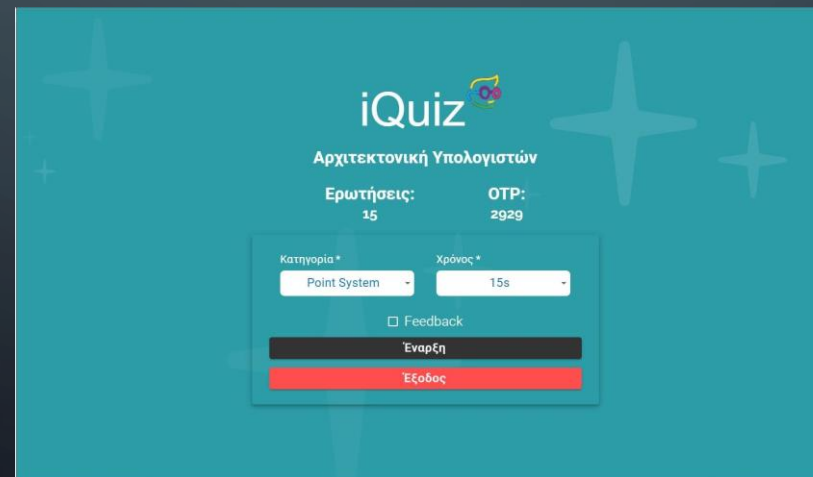 iQuiz
Αρχιτεκτονική Υπολογιστών
Ερωτήσεις: OTP:
15 2929
Κατηγορία * Χρόνος *
Point System 15s
Feedback
Έναρξη
Έξοδος